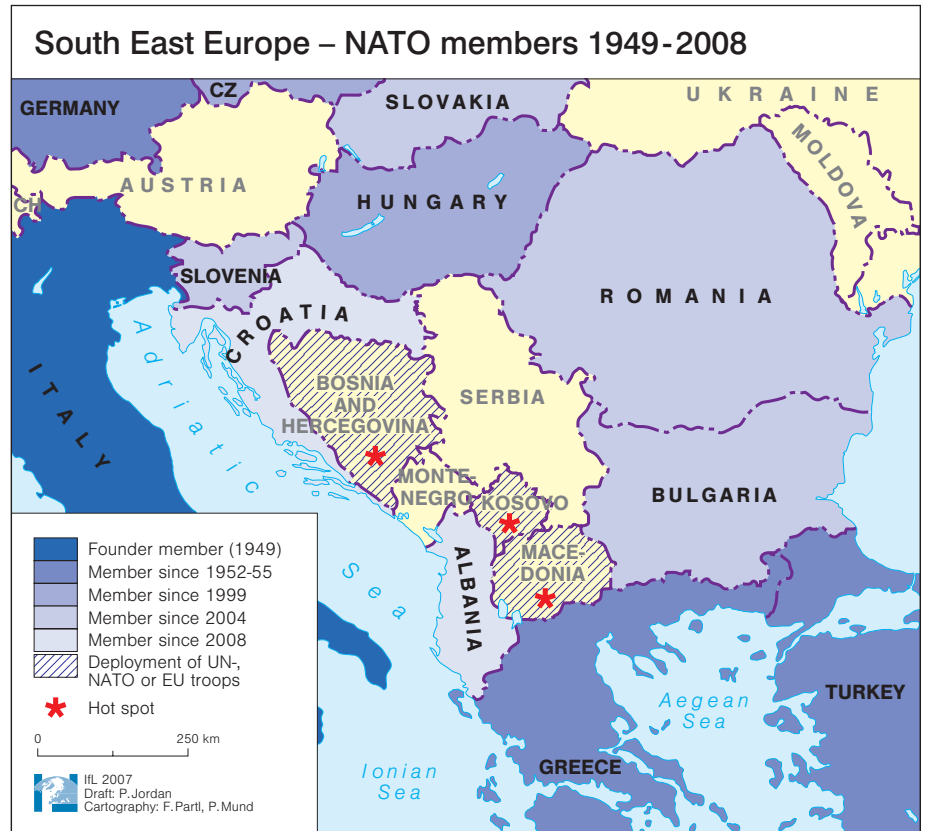 South East Europe – NATO members 1949-2008
GERMANY
CZ
SLOVAKIA
UKRAINE
MOLDOVA
AUSTRIA
CH
HUNGARY
SLOVENIA
CROATIA
ROMANIA
ITALY
Adriatic
Sea
BOSNIA
AND
HERCEGOVINA
SERBIA
MONTE-
NEGRO
KOSOVO
BULGARIA
MACE-
DONIA
ALBANIA
Aegean
Sea
TURKEY
GREECE
Ionian
Sea
Founder member (1949)
Member since 1952-55
Member since 1999
Member since 2004
Member since 2008
Deployment of UN-,
NATO or EU troops
Hot spot
0 250 km
IfL 2007
Draft: P.Jordan
Cartography: F.Partl, P.Mund